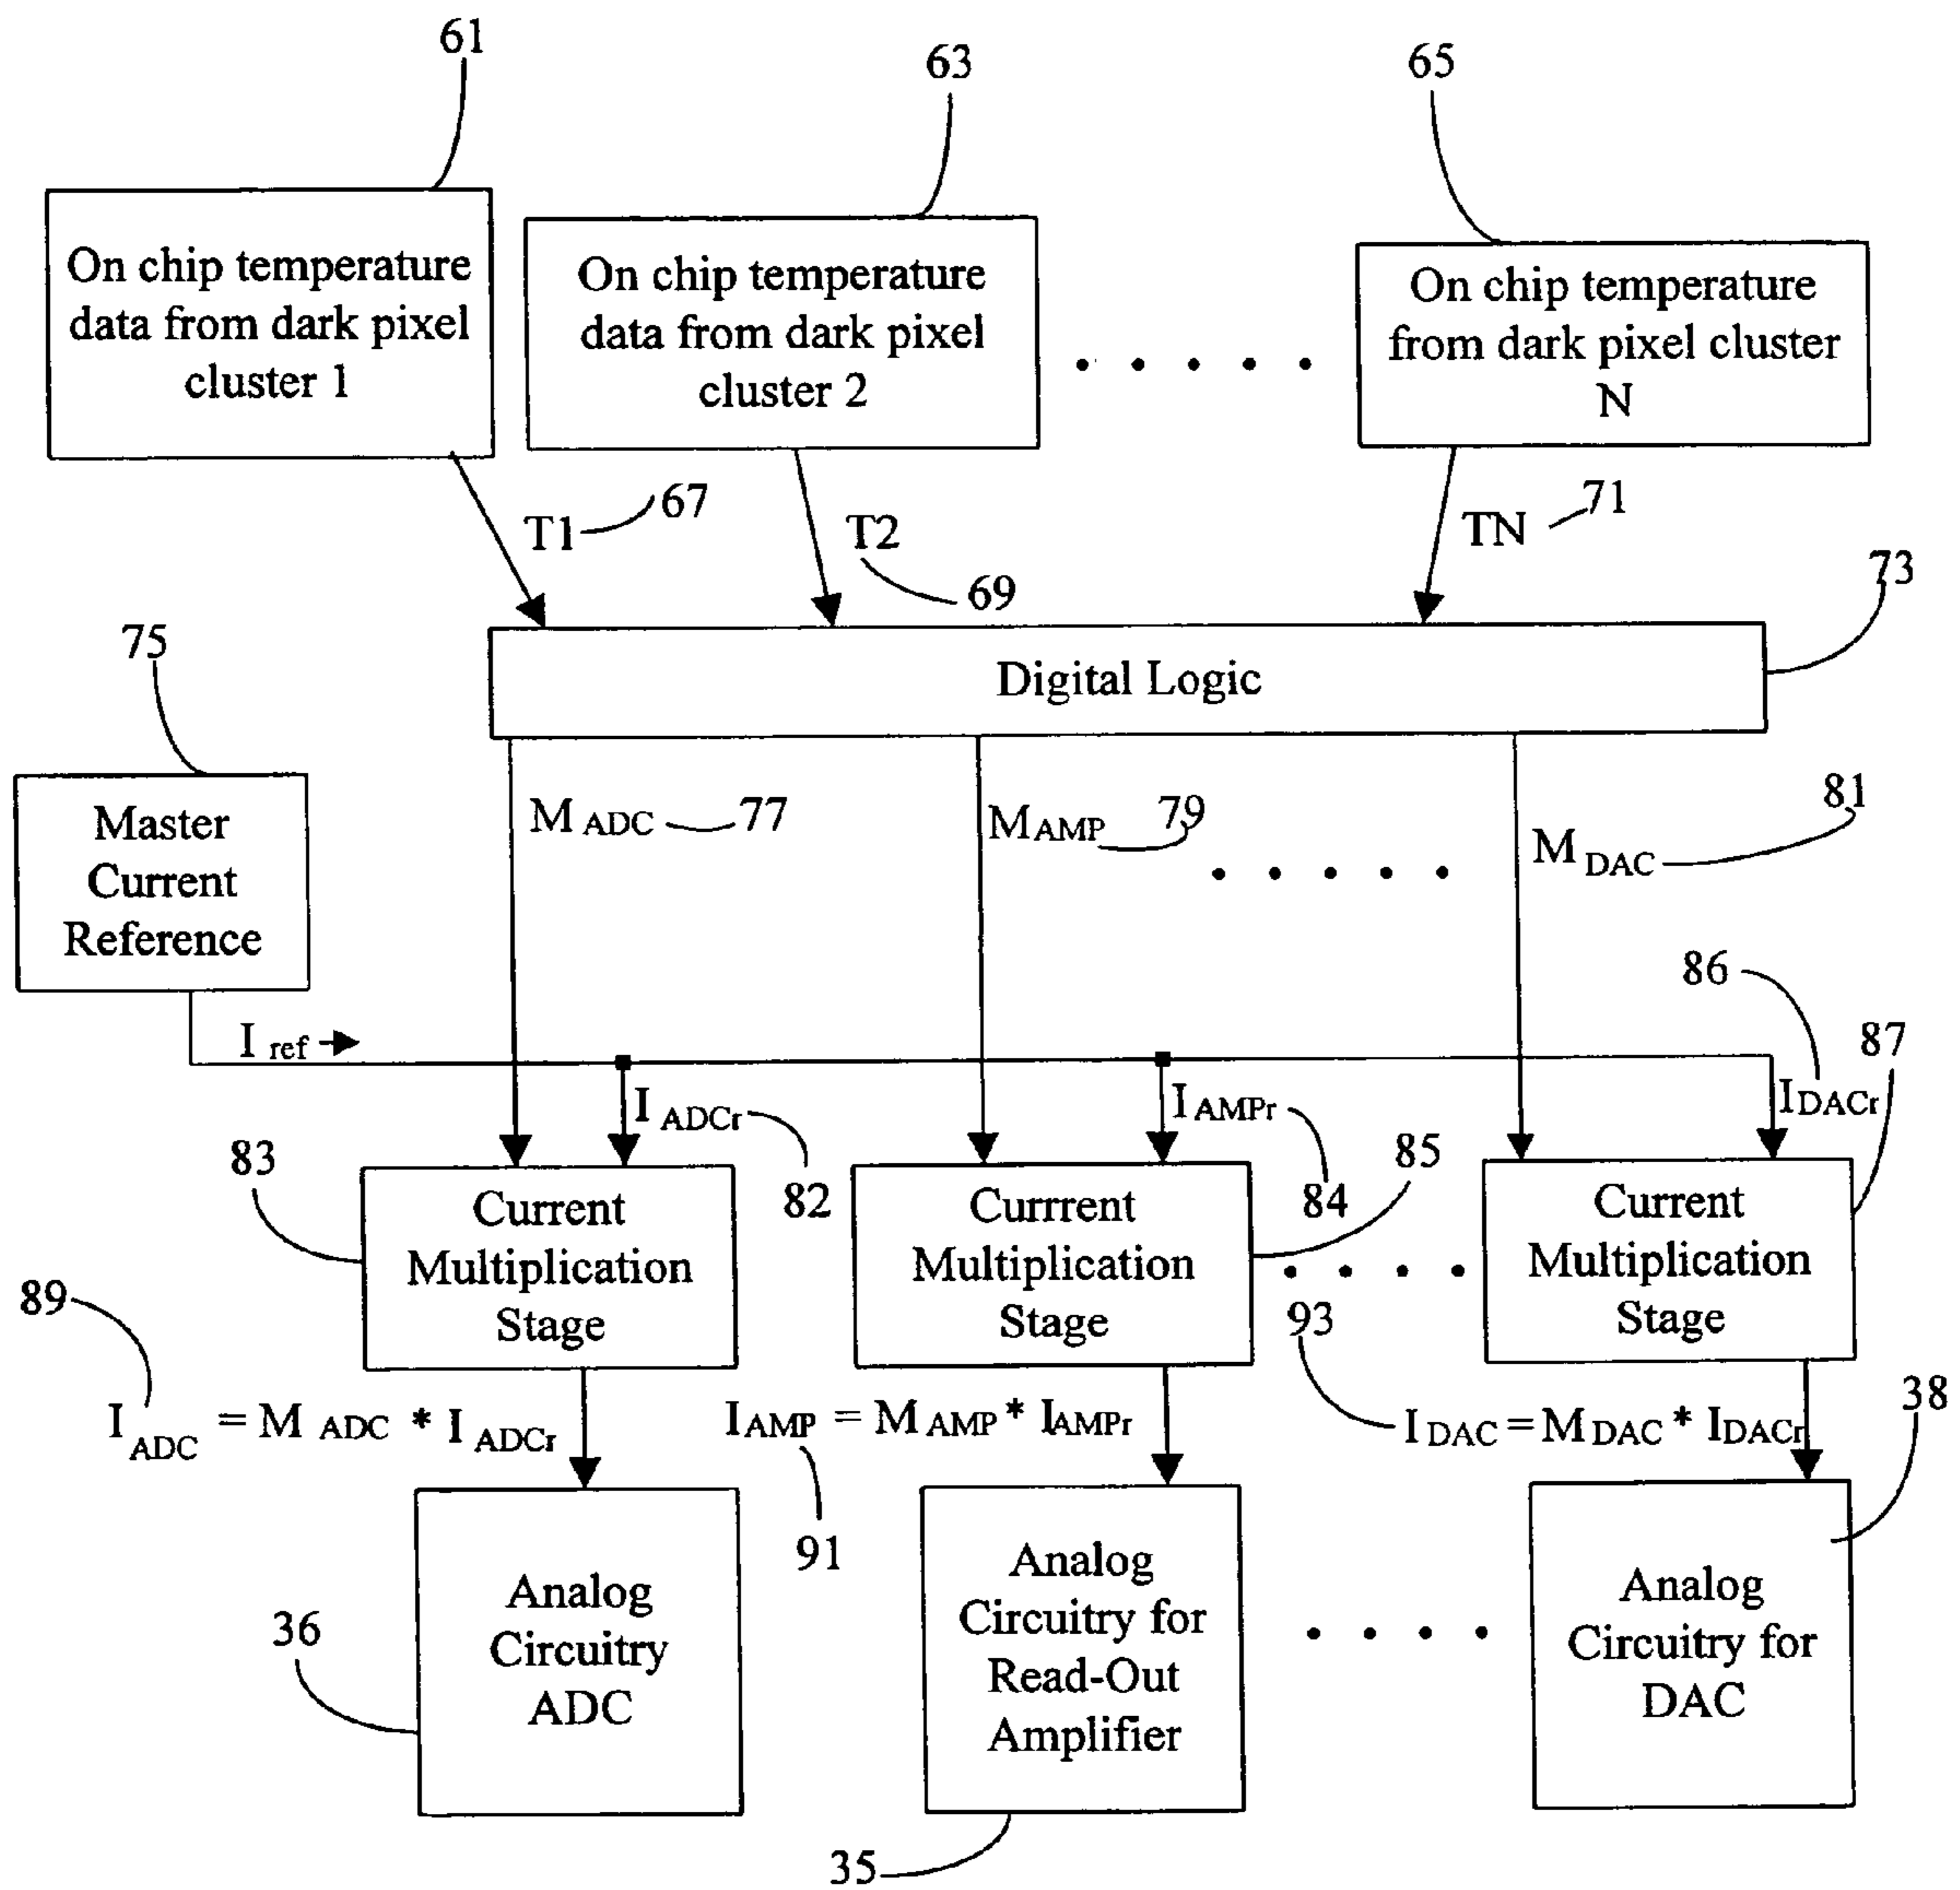 61
63
65
On chip temperature
data from dark pixel
cluster 1
On chip temperature
data from dark pixel
cluster 2
On chip temperature
from dark pixel cluster
N
T1
67
T2
69
TN
71
73
Digital Logic
75
Master
Current
Reference
M ADC
77
M AMP
79
M DAC
81
86
87
I ref
I ADCr
82
I AMPr
84
I DACr
83
85
Current
Multiplication
Stage
Currrent
Multiplication
Stage
Current
Multiplication
Stage
89
93
38
I ADC = M ADC * I ADCr
I AMP = M AMP * I AMPr
I DAC = M DAC * I DACr
91
36
Analog
Circuitry
ADC
Analog
Circuitry for
Read-Out
Amplifier
Analog
Circuitry for
DAC
35